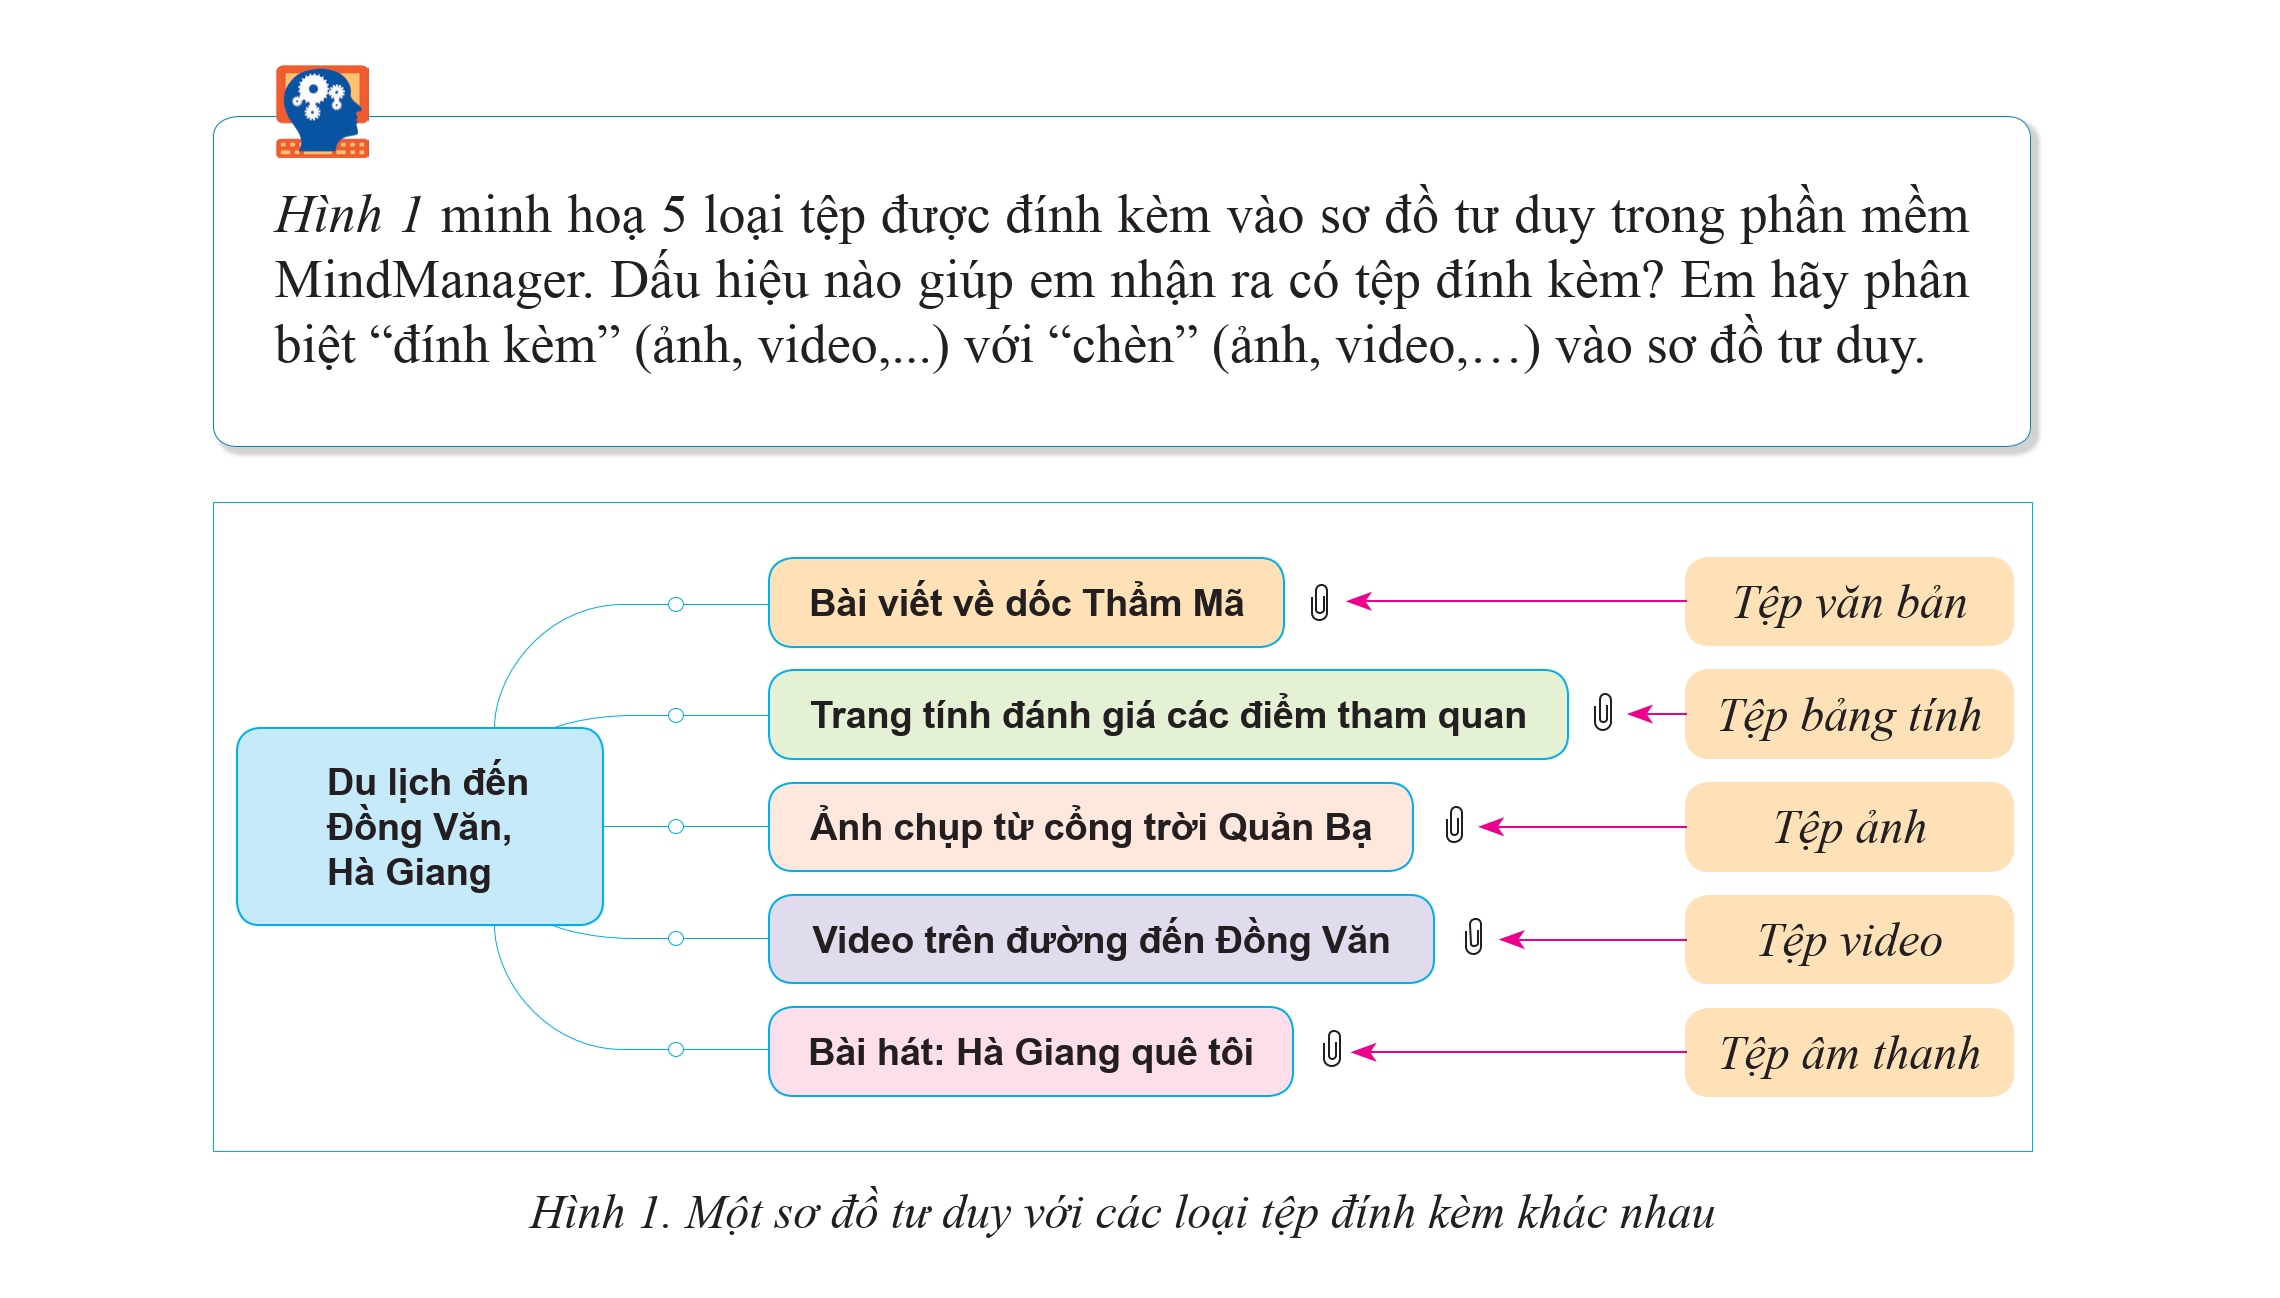 Hình 1 minh hoạ 5 loại tệp được đính kèm vào sơ đồ tư duy trong phần mềm
MindManager. Dấu hiệu nào giúp em nhận ra có tệp đính kèm? Em hãy phân
biệt “đính kèm” (ảnh, video,...) với “chèn” (ảnh, video,…) vào sơ đồ tư duy.
Du lịch đến
Đồng Văn,
Hà Giang
Bài viết về dốc Thẩm Mã
Tệp văn bản
Trang tính đánh giá các điểm tham quan
Tệp bảng tính
Ảnh chụp từ cổng trời Quản Bạ
Tệp ảnh
Video trên đường đến Đồng Văn
Tệp video
Bài hát: Hà Giang quê tôi
Tệp âm thanh
Hình 1. Một sơ đồ tư duy với các loại tệp đính kèm khác nhau